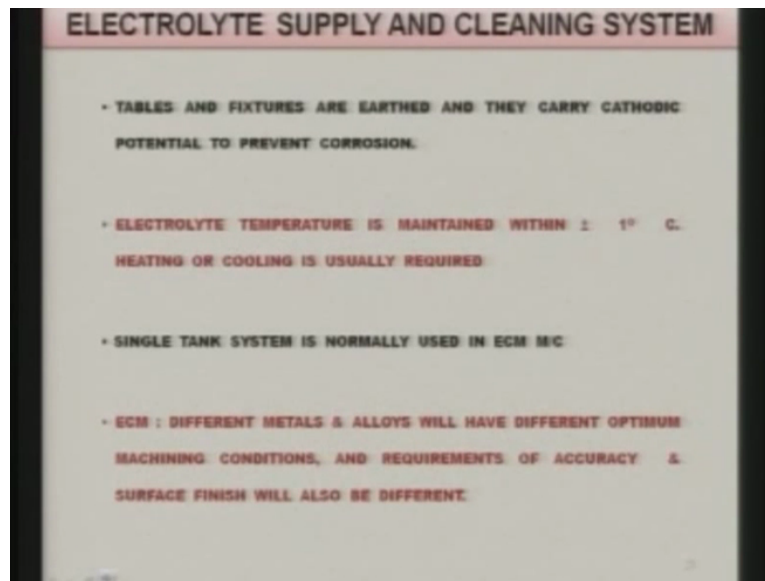 ELECTROLYTE SUPPLY AND CLEANING SYSTEM
• TABLES AND FIXTURES ARE EARTHED AND THEY CARRY CATHODIC
POTENTIAL TO PREVENT CORROSION.
• ELECTROLYTE TEMPERATURE IS MAINTAINED WITHIN ± 1° C.
HEATING OR COOLING IS USUALLY REQUIRED
• SINGLE TANK SYSTEM IS NORMALLY USED IN ECM M/C
• ECM : DIFFERENT METALS & ALLOYS WILL HAVE DIFFERENT OPTIMUM
MACHINING CONDITIONS, AND REQUIREMENTS OF ACCURACY &
SURFACE FINISH WILL ALSO BE DIFFERENT.